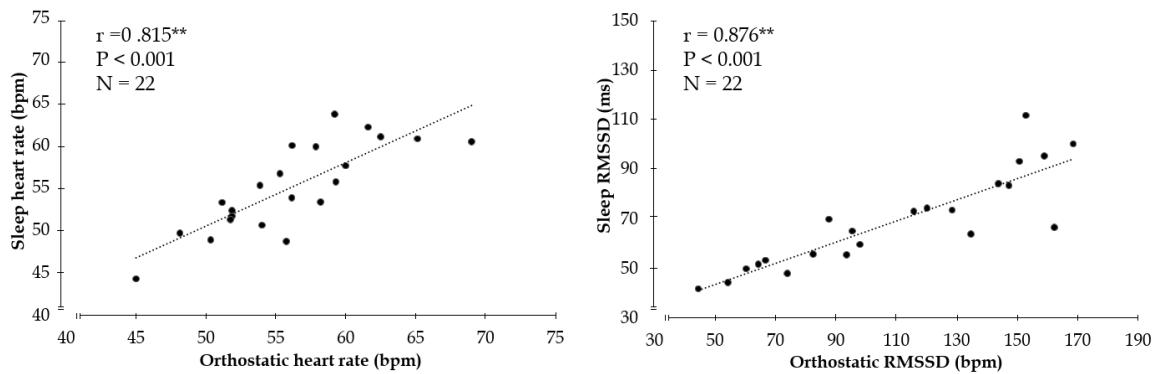 r =0 .815**
P < 0.001
N = 22
75
70
65
60
55
50
45
40
Sleep heart rate (bpm)
40 45 50 55 60 65 70 75
Orthostatic heart rate (bpm)
r = 0.876**
P < 0.001
N = 22
150
130
110
90
70
50
30
Sleep RMSSD (ms)
30 50 70 90 110 130 150 170 190
Orthostatic RMSSD (bpm)